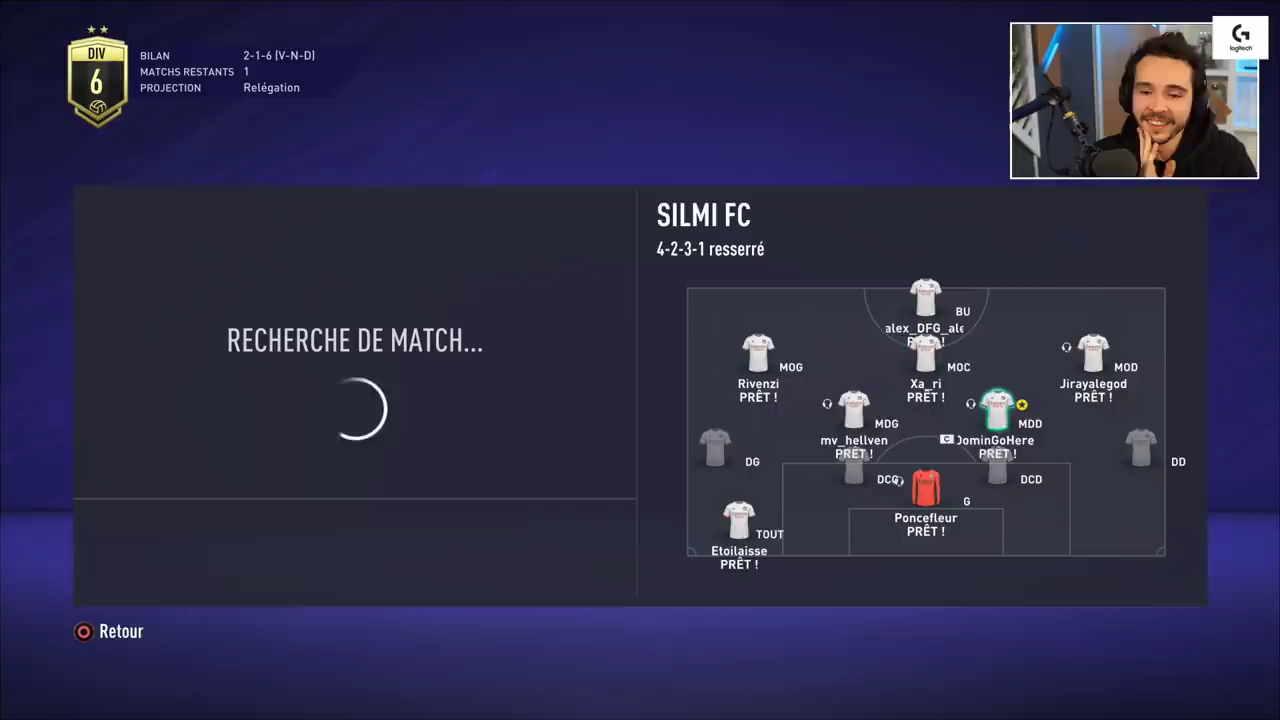 DIV
6
BILAN 2-1-6 (V-N-D)
MATCHS RESTANTS 1
PROJECTION Relégation
logitech
SILMI FC
4-2-3-1 resserré
RECHERCHE DE MATCH...
BU
alex_DFG_ale
MOG
Rivenzi
PRÊT !
MOC
Xa_ri
PRÊT !
MOD
Jirayalegod
PRÊT !
MDG
mv_hellven
PRÊT !
MDD
C DominGoHere
PRÊT !
DG
DCG
DCD
DD
G
Poncefleur
PRÊT !
TOUT
Etoilaisse
PRÊT !
Retour